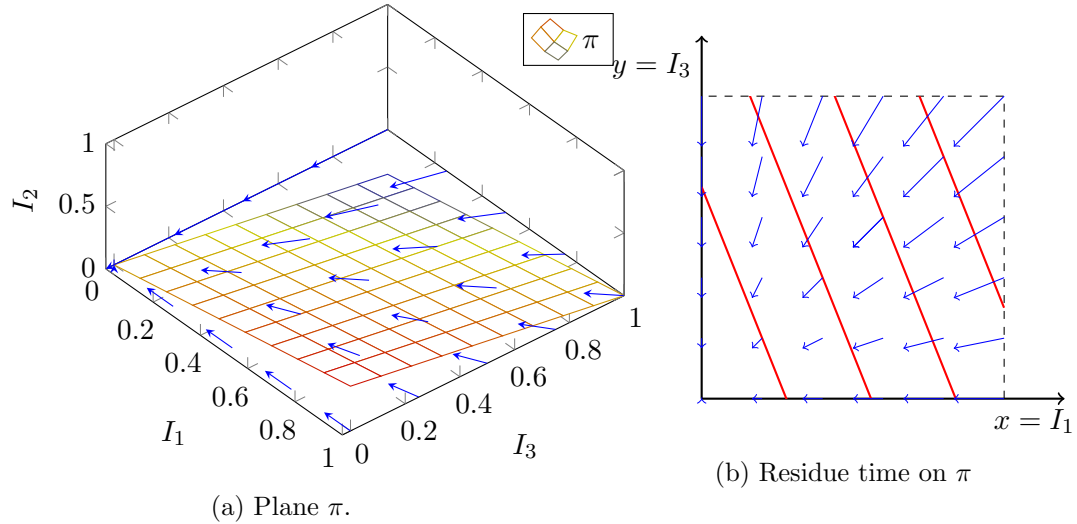 π
y = I₃
1
0.5
0
I₂
0
0.2
0.4
0.6
0.8
1
I₁
0
0.2
0.4
0.6
0.8
1
I₃
x = I₁
(a) Plane π.
(b) Residue time on π